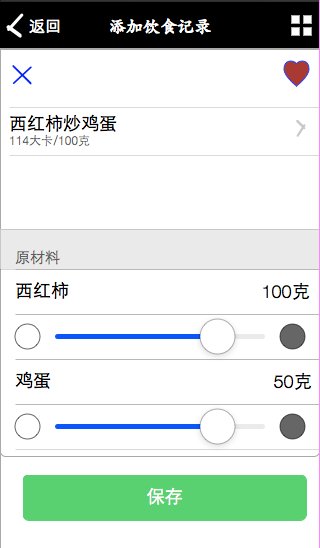 返回
添加饮食记录
西红柿炒鸡蛋
114大卡/100克
原材料
西红柿
100克
鸡蛋
50克
保存